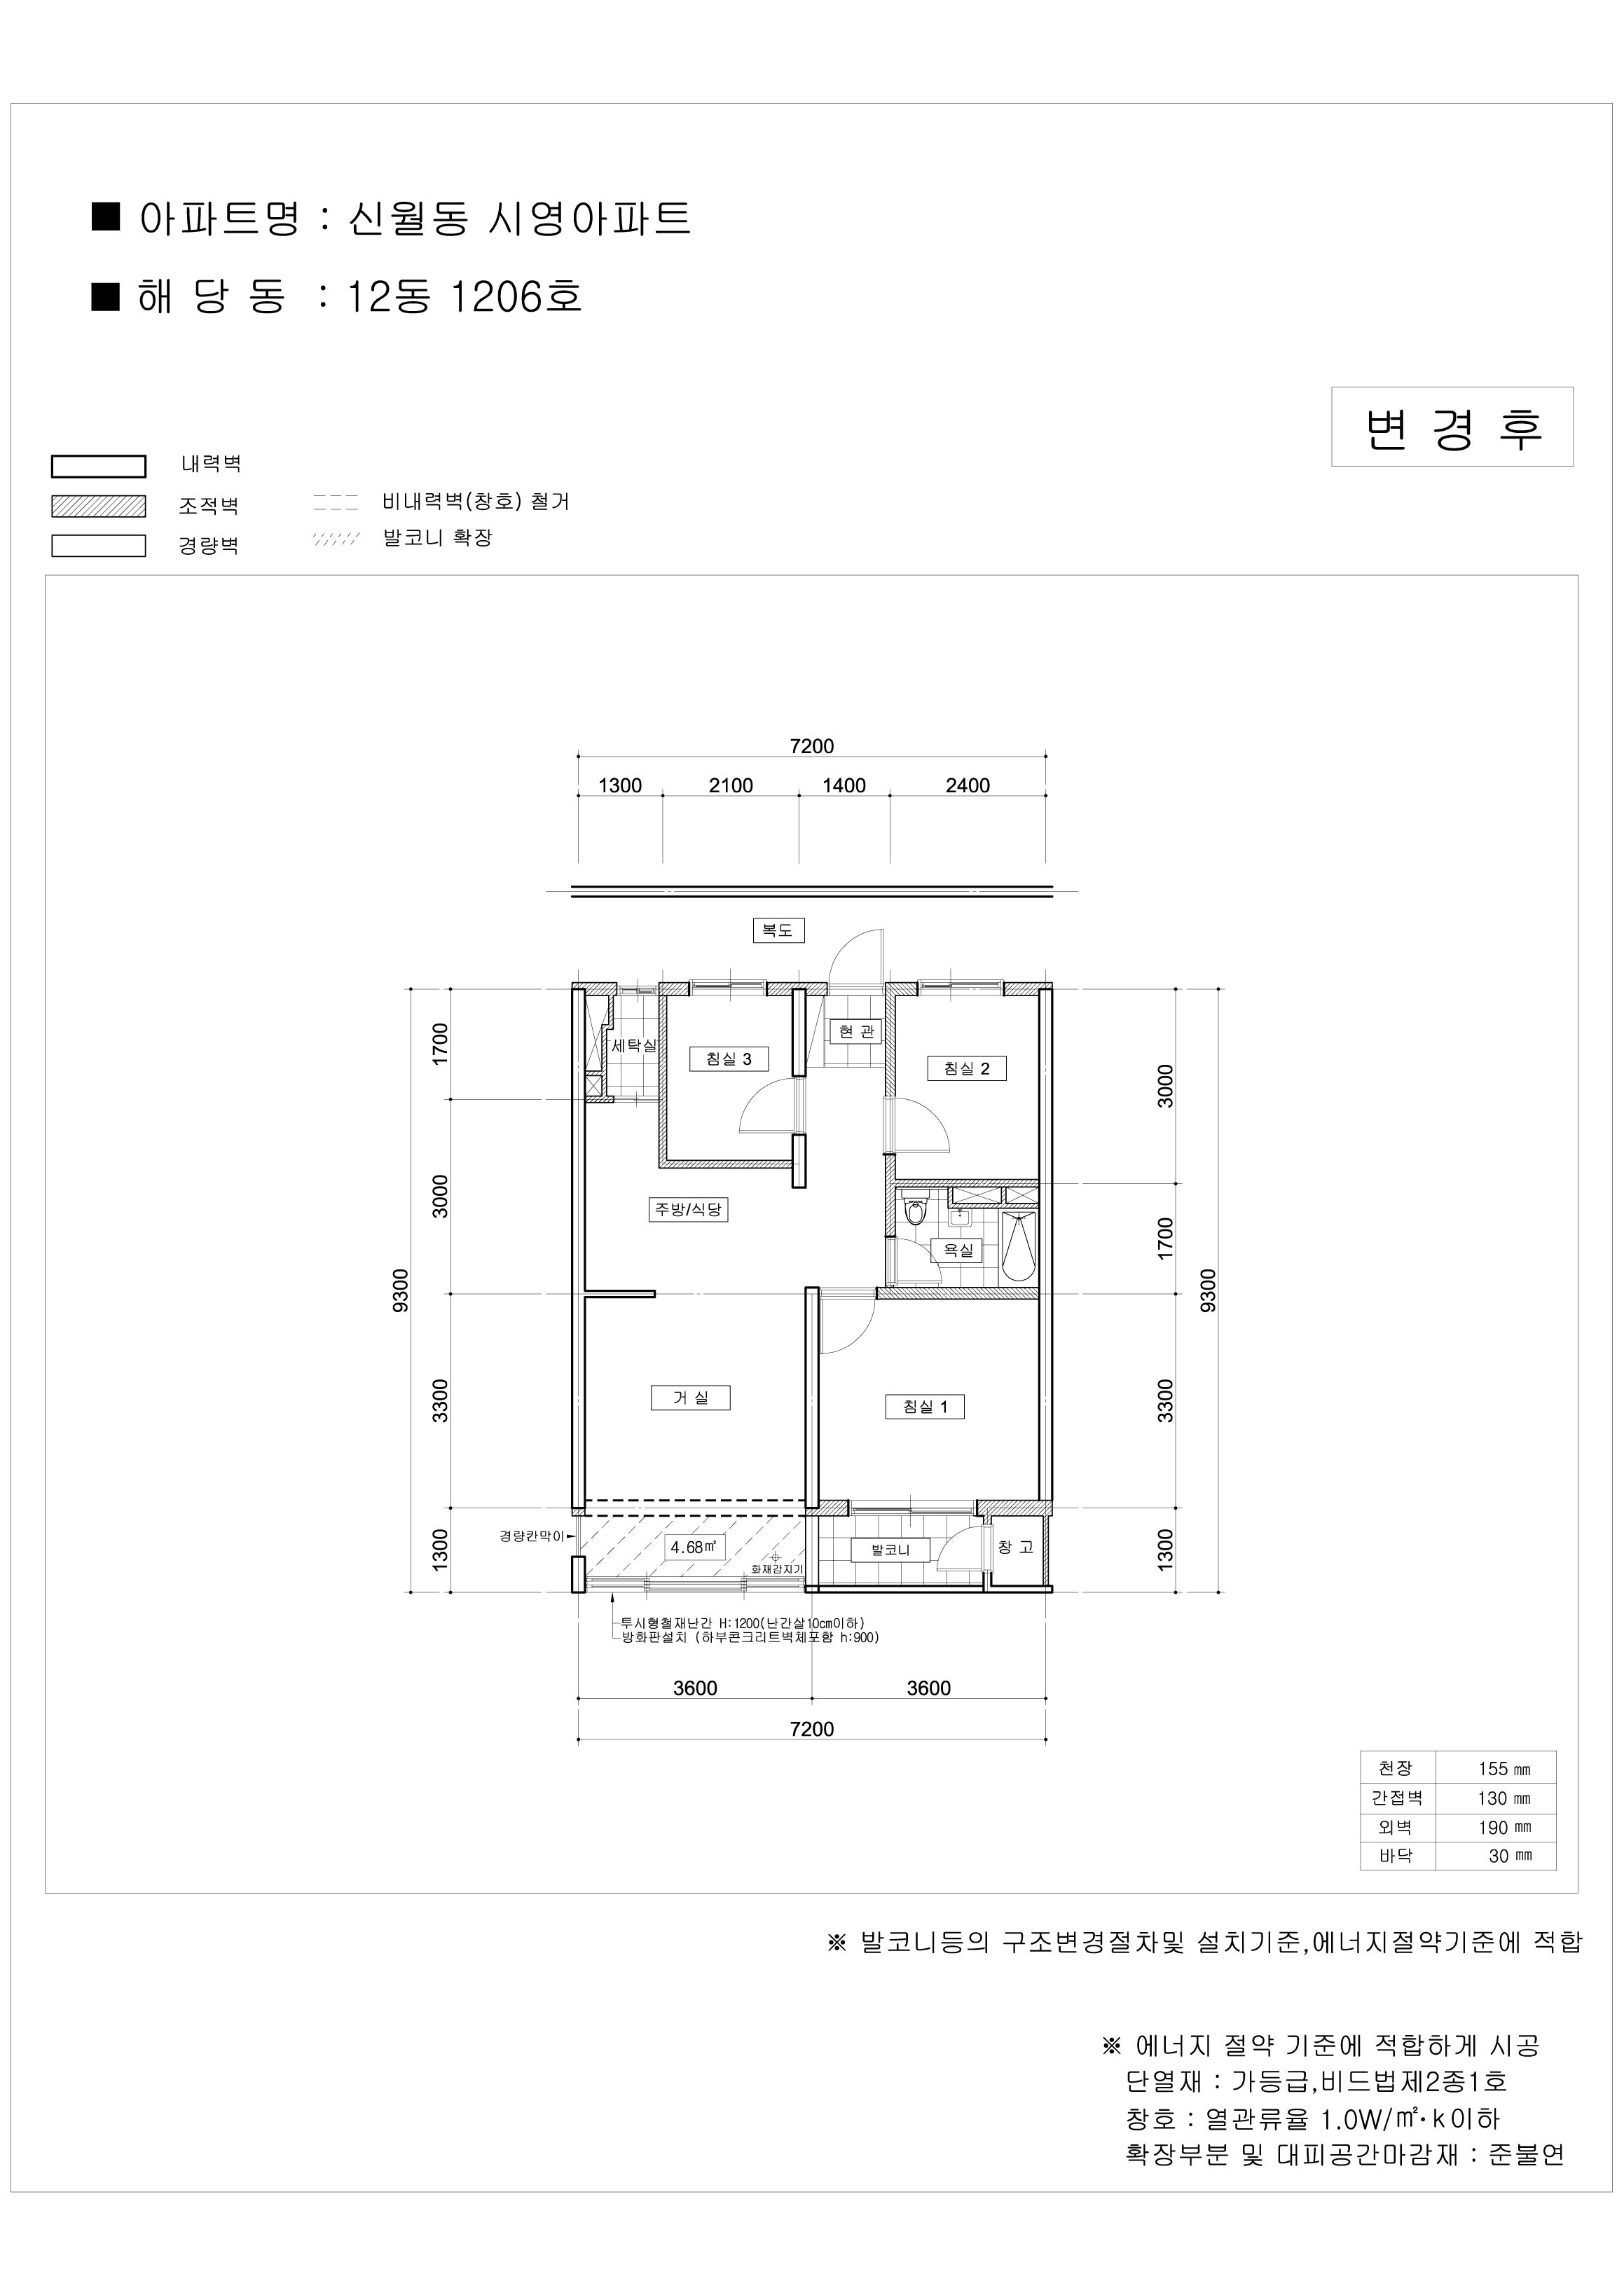 ■ 아파트명 : 신월동 시영아파트
■ 해 당 동 : 12동 1206호
변 경 후
내력벽
조적벽
경량벽
비내력벽(창호) 철거
발코니 확장
7200
1300 2100 1400 2400
복도
현 관
세탁실
침실 3
침실 2
1700
3000
3000
주방/식당
욕실
1700
9300
9300
3300
거 실
침실 1
3300
경량칸막이
1300
4.68㎡
화재감지기
발코니
창 고
1300
투시형철재난간 H:1200(난간살10㎝이하)
방화판설치 (하부콘크리트벽체포함 h:900)
3600 3600
7200
천장 155 ㎜
간접벽 130 ㎜
외벽 190 ㎜
바닥 30 ㎜
※ 발코니등의 구조변경절차및 설치기준,에너지절약기준에 적합
※ 에너지 절약 기준에 적합하게 시공
단열재 : 가등급,비드법제2종1호
창호 : 열관류율 1.0W/㎡·k이하
확장부분 및 대피공간마감재 : 준불연